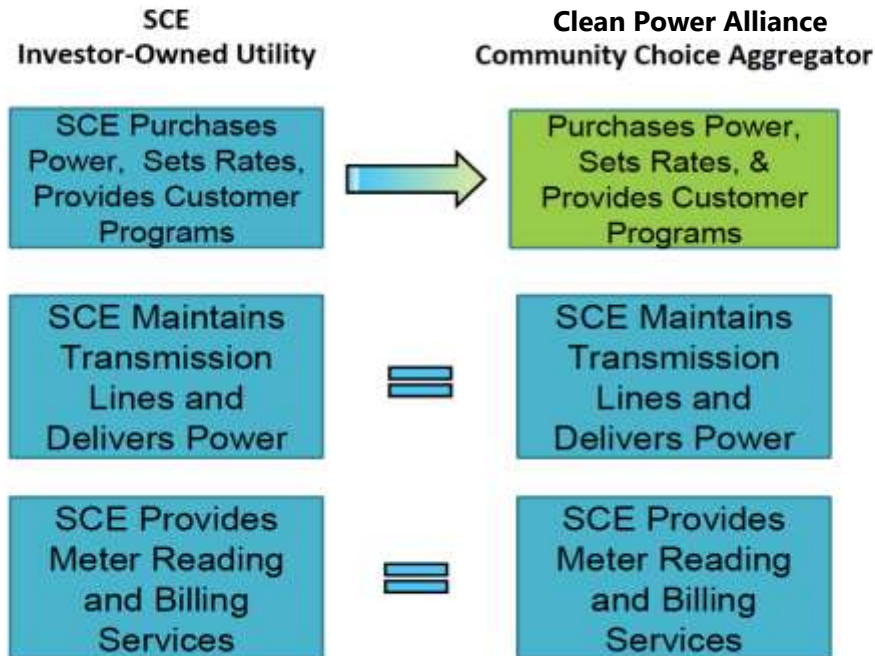 SCE
Investor-Owned Utility
Clean Power Alliance
Community Choice Aggregator
SCE Purchases
Power, Sets Rates,
Provides Customer
Programs
Purchases Power,
Sets Rates, &
Provides Customer
Programs
SCE Maintains
Transmission
Lines and
Delivers Power
SCE Maintains
Transmission
Lines and
Delivers Power
SCE Provides
Meter Reading
and Billing
Services
SCE Provides
Meter Reading
and Billing
Services